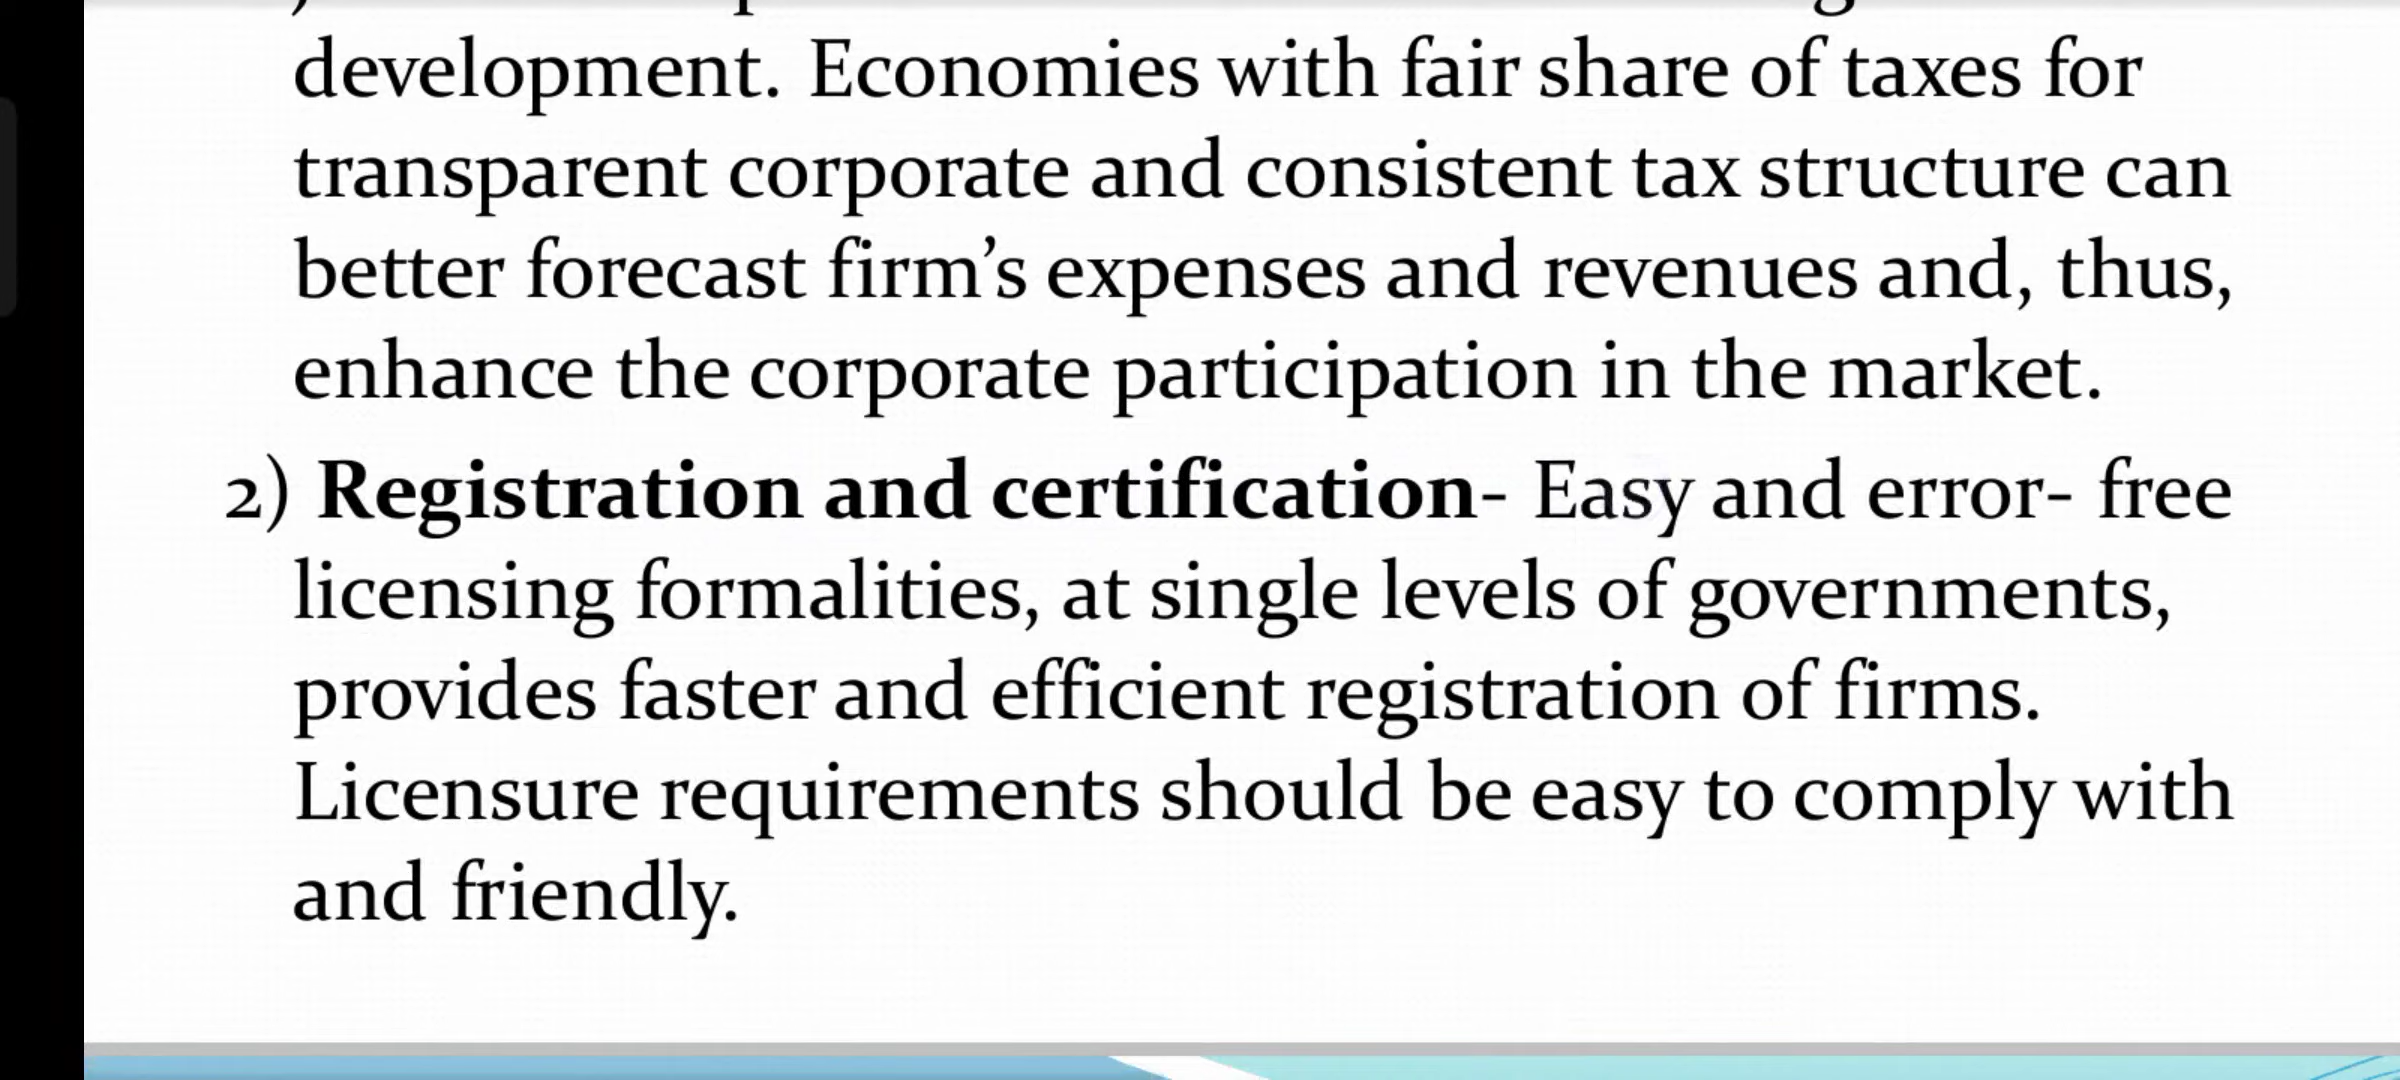 development. Economies with fair share of taxes for
transparent corporate and consistent tax structure can
better forecast firm’s expenses and revenues and, thus,
enhance the corporate participation in the market.
2) Registration and certification- Easy and error- free
licensing formalities, at single levels of governments,
provides faster and efficient registration of firms.
Licensure requirements should be easy to comply with
and friendly.